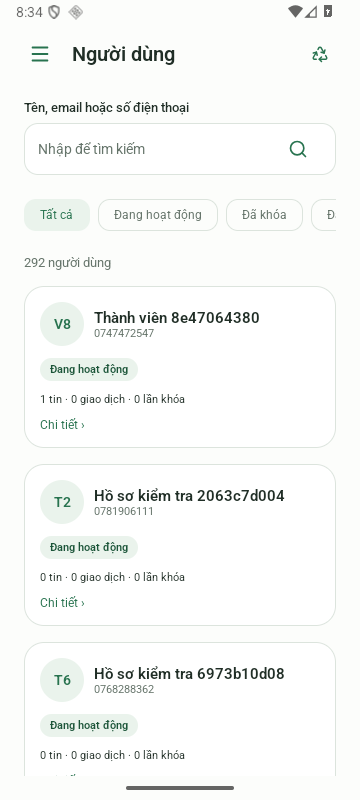 8:34
Người dùng
Tên, email hoặc số điện thoại
Nhập để tìm kiếm
Tất cả
Đang hoạt động
Đã khóa
292 người dùng
V8
Thành viên 8e47064380
0747472547
Đang hoạt động
1 tin · 0 giao dịch · 0 lần khóa
Chi tiết ›
T2
Hồ sơ kiểm tra 2063c7d004
0781906111
Đang hoạt động
0 tin · 0 giao dịch · 0 lần khóa
Chi tiết ›
T6
Hồ sơ kiểm tra 6973b10d08
0768288362
Đang hoạt động
0 tin · 0 giao dịch · 0 lần khóa